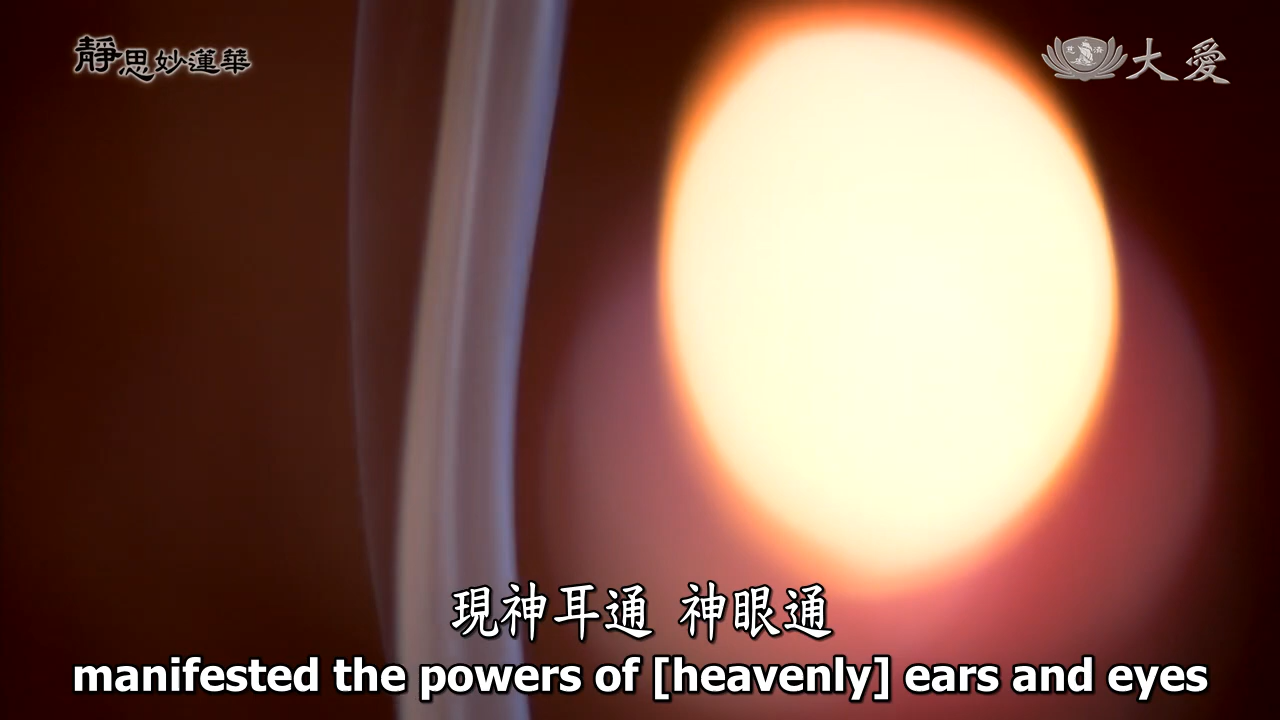 靜思妙蓮華
大愛
現神耳通 神眼通
manifested the powers of [heavenly] ears and eyes